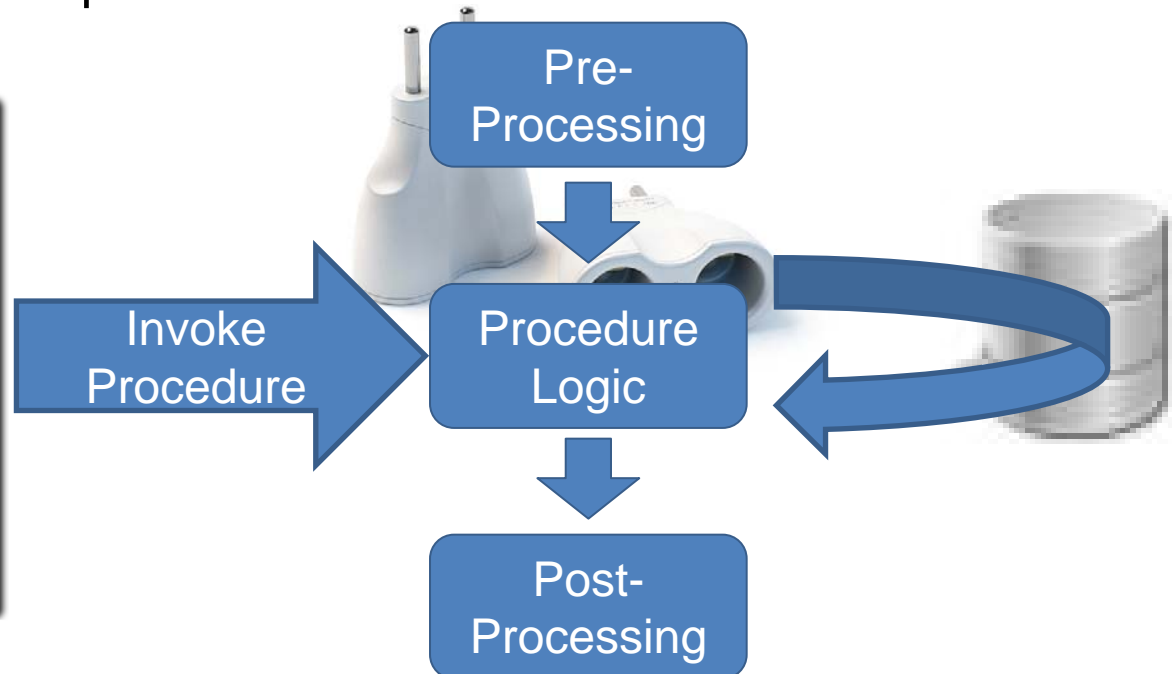 Pre-
Processing
Invoke
Procedure
Procedure
Logic
Post-
Processing